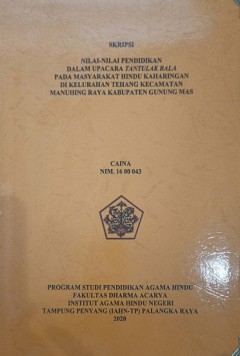 SKRIPSI
NILAI-NILAI PENDIDIKAN
DALAM UPACARA TANTULAK BALA
PADA MASYARAKAT HINDU KAHARINGAN
DI KELURAHAN TEHANG KECAMATAN
MANUHING RAYA KABUPATEN GUNUNG MAS
CAINA
NIM. 16 00 043
PROGRAM STUDI PENDIDIKAN AGAMA HINDU
FAKULTAS DHARMA ACARYA
INSTITUT AGAMA HINDU NEGERI
TAMPUNG PENYANG (IAHN-TP) PALANGKA RAYA
2020